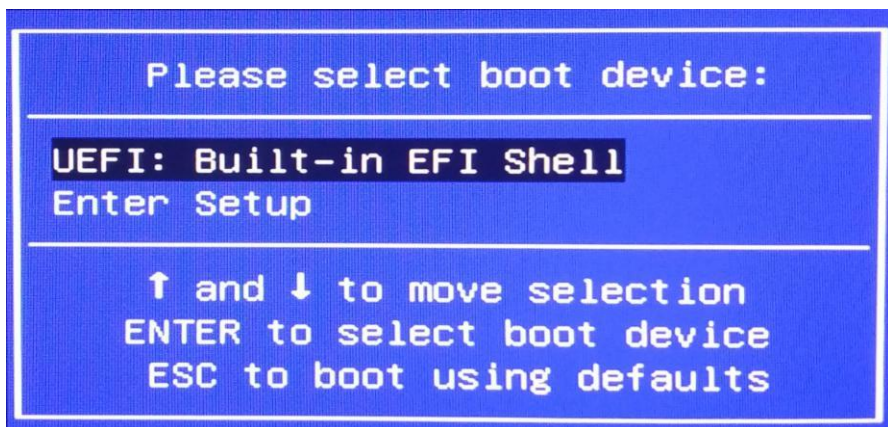 Please select boot device:
UEFI: Built-in EFI Shell
Enter Setup
↑ and ↓ to move selection
ENTER to select boot device
ESC to boot using defaults